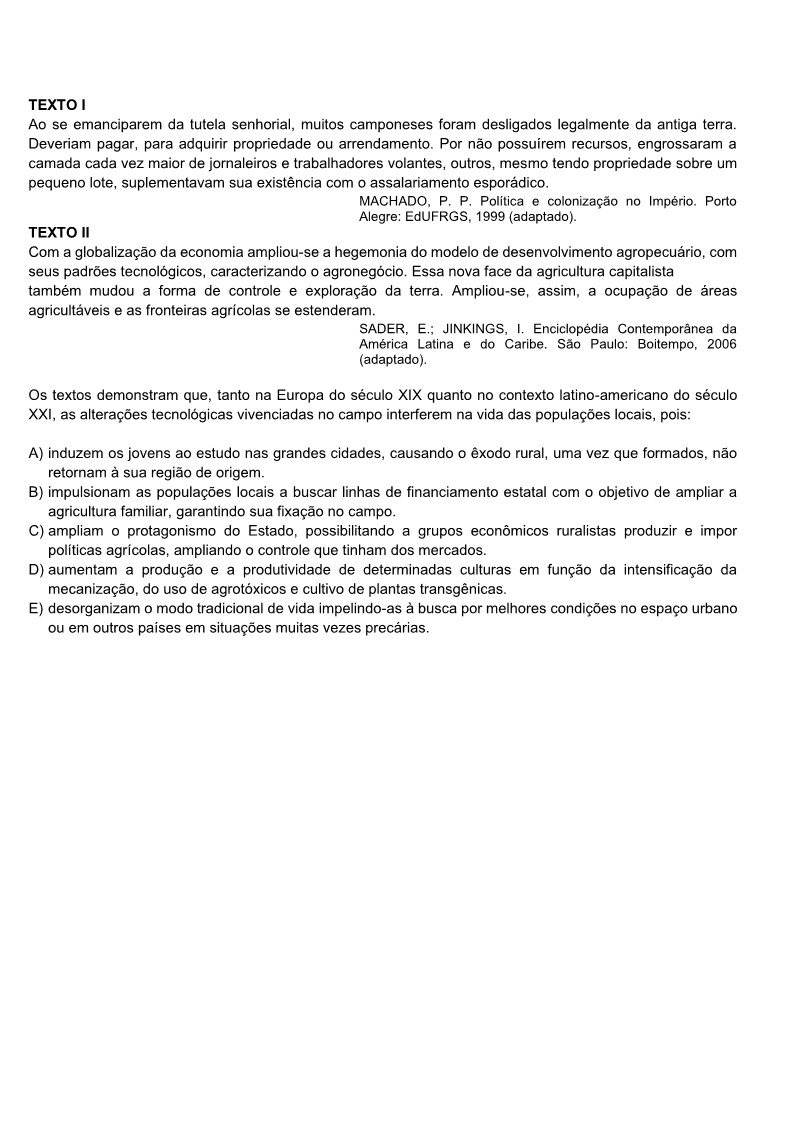 TEXTO I
Ao se emanciparem da tutela senhorial, muitos camponeses foram desligados legalmente da antiga terra.
Deveriam pagar, para adquirir propriedade ou arrendamento. Por não possuírem recursos, engrossaram a
camada cada vez maior de jornaleiros e trabalhadores volantes, outros, mesmo tendo propriedade sobre um
pequeno lote, suplementavam sua existência com o assalariamento esporádico.
MACHADO, P. P. Política e colonização no Império. Porto
Alegre: EdUFRGS, 1999 (adaptado).
TEXTO II
Com a globalização da economia ampliou-se a hegemonia do modelo de desenvolvimento agropecuário, com
seus padrões tecnológicos, caracterizando o agronegócio. Essa nova face da agricultura capitalista
também mudou a forma de controle e exploração da terra. Ampliou-se, assim, a ocupação de áreas
agricultáveis e as fronteiras agrícolas se estenderam.
SADER, E.; JINKINGS, I. Enciclopédia Contemporânea da
América Latina e do Caribe. São Paulo: Boitempo, 2006
(adaptado).
Os textos demonstram que, tanto na Europa do século XIX quanto no contexto latino-americano do século
XXI, as alterações tecnológicas vivenciadas no campo interferem na vida das populações locais, pois:
A) induzem os jovens ao estudo nas grandes cidades, causando o êxodo rural, uma vez que formados, não
retornam à sua região de origem.
B) impulsionam as populações locais a buscar linhas de financiamento estatal com o objetivo de ampliar a
agricultura familiar, garantindo sua fixação no campo.
C) ampliam o protagonismo do Estado, possibilitando a grupos econômicos ruralistas produzir e impor
políticas agrícolas, ampliando o controle que tinham dos mercados.
D) aumentam a produção e a produtividade de determinadas culturas em função da intensificação da
mecanização, do uso de agrotóxicos e cultivo de plantas transgênicas.
E) desorganizam o modo tradicional de vida impelindo-as à busca por melhores condições no espaço urbano
ou em outros países em situações muitas vezes precárias.